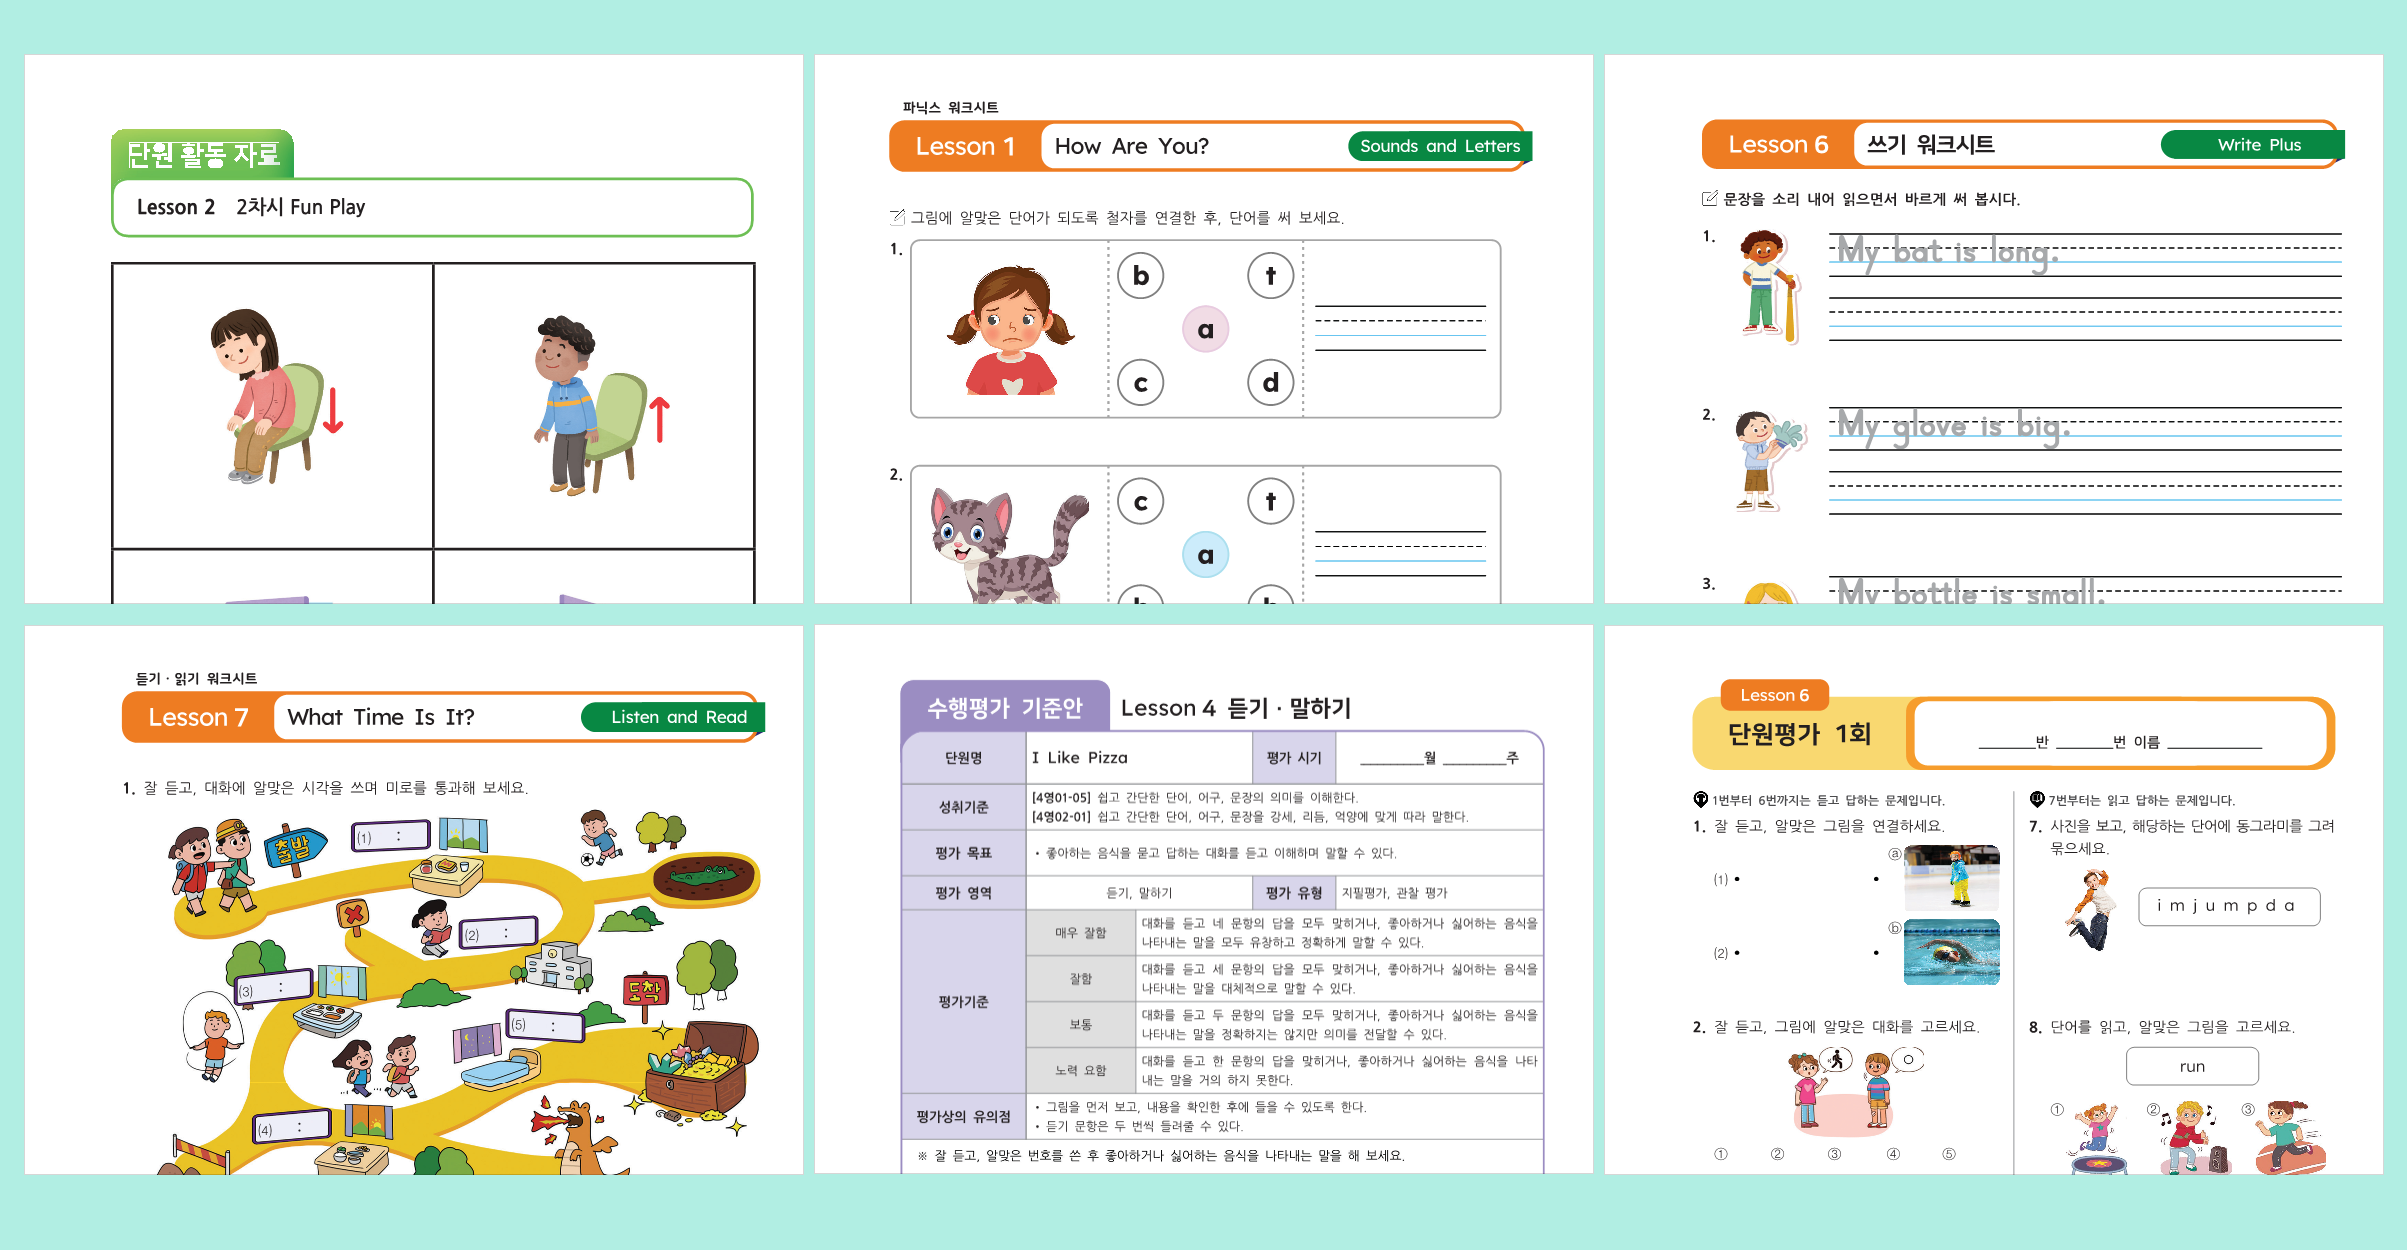 단원 활동 자료
Lesson 2 2차시 Fun Play
파닉스 워크시트
Lesson 1 How Are You? Sounds and Letters
그림에 알맞은 단어가 되도록 철자를 연결한 후, 단어를 써 보세요.
1.
b t
a
c d
2.
c t
a
Lesson 6 쓰기 워크시트 Write Plus
문장을 소리 내어 읽으면서 바르게 써 봅시다.
1. My bat is long.
2. My glove is big.
3. My bottle is small.
듣기 · 읽기 워크시트
Lesson 7 What Time Is It? Listen and Read
1. 잘 듣고, 대화에 알맞은 시각을 쓰며 미로를 통과해 보세요.
출발
(1) :
(2) :
(3) :
도착
(5) :
(4) :
수행평가 기준안 Lesson 4 듣기 · 말하기
단원명 I Like Pizza 평가 시기 ________월 ________주
성취기준
[4영01-05] 쉽고 간단한 단어, 어구, 문장의 의미를 이해한다.
[4영02-01] 쉽고 간단한 단어, 어구, 문장을 강세, 리듬, 억양에 맞게 따라 말한다.
평가 목표 • 좋아하는 음식을 묻고 답하는 대화를 듣고 이해하며 말할 수 있다.
평가 영역 듣기, 말하기 평가 유형 지필평가, 관찰 평가
평가기준
매우 잘함
대화를 듣고 네 문항의 답을 모두 맞히거나, 좋아하거나 싫어하는 음식을
나타내는 말을 모두 유창하고 정확하게 말할 수 있다.
잘함
대화를 듣고 세 문항의 답을 모두 맞히거나, 좋아하거나 싫어하는 음식을
나타내는 말을 대체적으로 말할 수 있다.
보통
대화를 듣고 두 문항의 답을 모두 맞히거나, 좋아하거나 싫어하는 음식을
나타내는 말을 정확하지는 않지만 의미를 전달할 수 있다.
노력 요함
대화를 듣고 한 문항의 답을 맞히거나, 좋아하거나 싫어하는 음식을 나타
내는 말을 거의 하지 못한다.
평가상의 유의점
• 그림을 먼저 보고, 내용을 확인한 후에 들을 수 있도록 한다.
• 듣기 문항은 두 번씩 들려줄 수 있다.
※ 잘 듣고, 알맞은 번호를 쓴 후 좋아하거나 싫어하는 음식을 나타내는 말을 해 보세요.
Lesson 6
단원평가 1회
______반 ______번 이름 __________
1번부터 6번까지는 듣고 답하는 문제입니다.
1. 잘 듣고, 알맞은 그림을 연결하세요.
(1) • • ⓐ
(2) • • ⓑ
2. 잘 듣고, 그림에 알맞은 대화를 고르세요.
① ② ③ ④ ⑤
7번부터는 읽고 답하는 문제입니다.
7. 사진을 보고, 해당하는 단어에 동그라미를 그려
묶으세요.
i m j u m p d a
8. 단어를 읽고, 알맞은 그림을 고르세요.
run
① ② ③